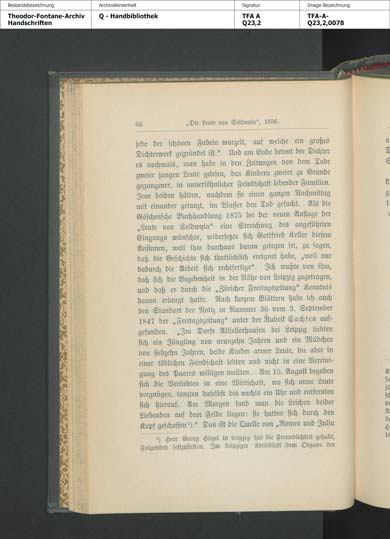 Bestandsbezeichnung
Archivalieneinheit
Signatur
Image-Bezeichnung
Theodor-Fontane-Archiv
Handschriften
Q - Handbibliothek
TFA A
Q23,2
TFA-A-
Q23,2,0078
66 „Die Leute von Seldwyla“, 1856.
jede der schönen Fabeln wurzelt, auf welche ein großes
Dichterwerk gegründet ist.“ Und am Ende betont der Dichter
es nochmals, man habe in den Zeitungen von dem Tode
zweier jungen Leute gelesen, den Kindern zweier zu Grunde
gegangener, in unversöhnlicher Feindschaft lebender Familien.
Jene beiden hätten, nachdem sie einen ganzen Nachmittag
mit einander getanzt, im Wasser den Tod gesucht. Als die
Göschensche Buchhandlung 1875 bei der neuen Auflage der
„Leute von Seldwyla“ eine Streichung des angeführten
Eingangs wünschte, widersetzte sich Gottfried Keller diesem
Ansinnen, weil ihm durchaus daran gelegen sei, zu sagen,
daß die Geschichte sich thatsächlich ereignet habe, „weil nur
dadurch die Arbeit sich rechtfertige“. Ich wußte von ihm,
daß sich die Begebenheit in der Nähe von Leipzig zugetragen,
und daß er durch die „Züricher Freitagszeitung“ Kenntnis
davon erlangt hatte. Nach kurzem Blättern habe ich auch
den Standort der Notiz in Nummer 36 vom 3. September
1847 der „Freitagszeitung“ unter der Rubrik Sachsen auf-
gefunden. „Im Dorfe Altsellerhausen bei Leipzig liebten
sich ein Jüngling von neunzehn Jahren und ein Mädchen
von siebzehn Jahren, beide Kinder armer Leute, die aber in
einer tödlichen Feindschaft lebten und nicht in eine Vereini-
gung des Paares willigen wollten. Am 15. August begaben
sich die Verliebten in eine Wirtschaft, wo sich arme Leute
vergnügen, tanzten daselbst bis nachts ein Uhr und entfernten
sich hierauf. Am Morgen fand man die Leichen beider
Liebenden auf dem Felde liegen: sie hatten sich durch den
Kopf geschossen¹).“ Das ist die Quelle von „Romeo und Julia
¹) Herr Georg Hirzel in Leipzig hat die Freundlichkeit gehabt,
Folgendes festzustellen. Im Leipziger Kreisblatt (dem Organe der